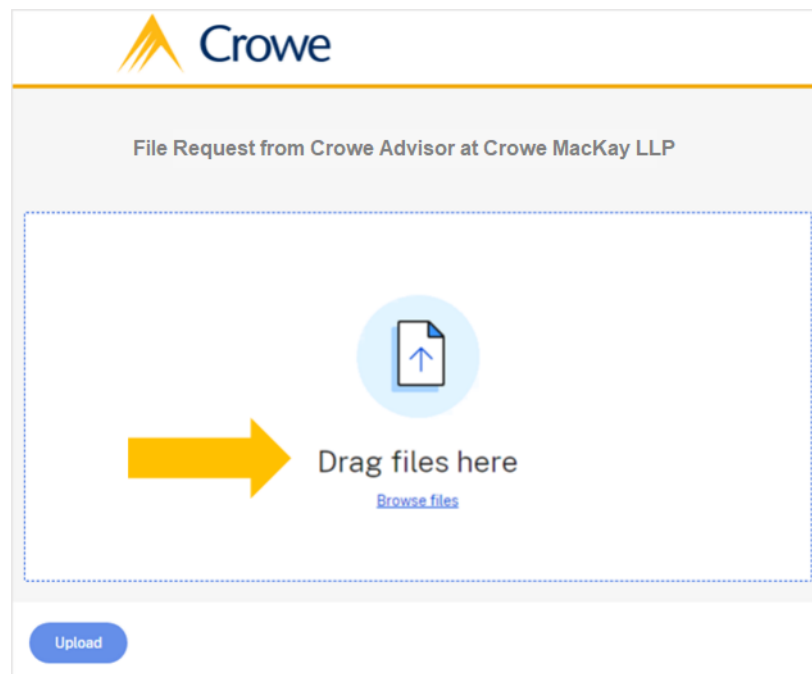 Crowe
File Request from Crowe Advisor at Crowe MacKay LLP
Drag files here
Browse files
Upload